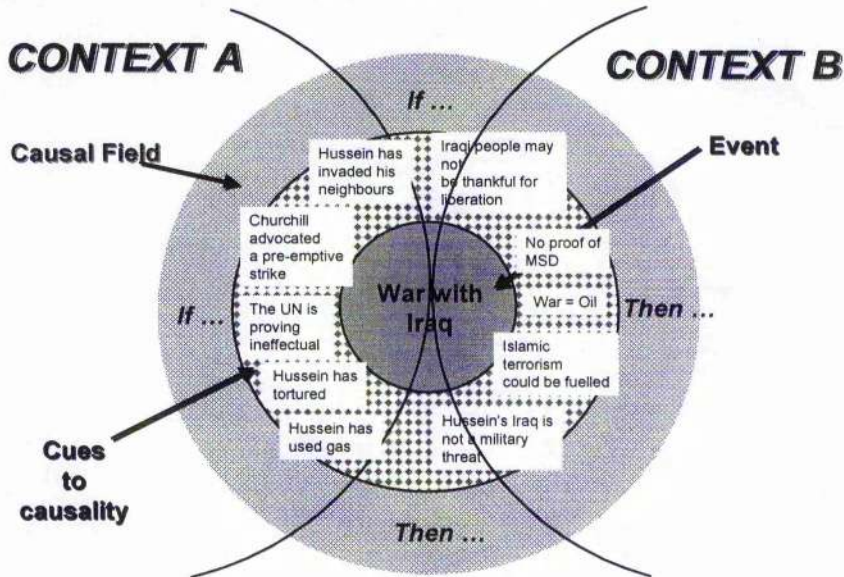 CONTEXT A
CONTEXT B
If ...
Causal Field
Event
Hussein has
invaded his
neighbours
Iraqi people may
not
be thankful for
liberation
Churchill
advocated
a pre-emptive
strike
No proof of
MSD
War with
Iraq
War = Oil
If ...
Then ...
The UN is
proving
ineffectual
Islamic
terrorism
could be fuelled
Hussein has
tortured
Hussein has
used gas
Hussein's Iraq is
not a military
threat
Cues
to
causality
Then ...